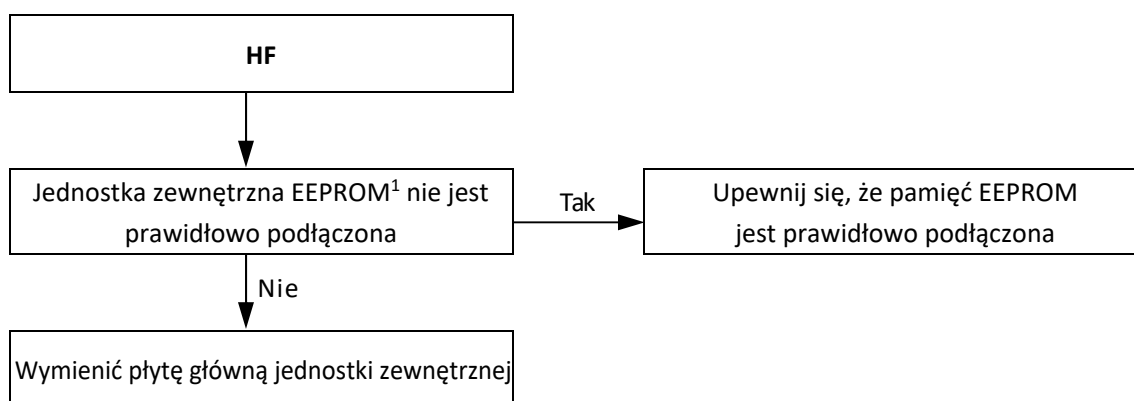 HF
Jednostka zewnętrzna EEPROM¹ nie jest
prawidłowo podłączona
Tak
Upewnij się, że pamięć EEPROM
jest prawidłowo podłączona
Nie
Wymienić płytę główną jednostki zewnętrznej